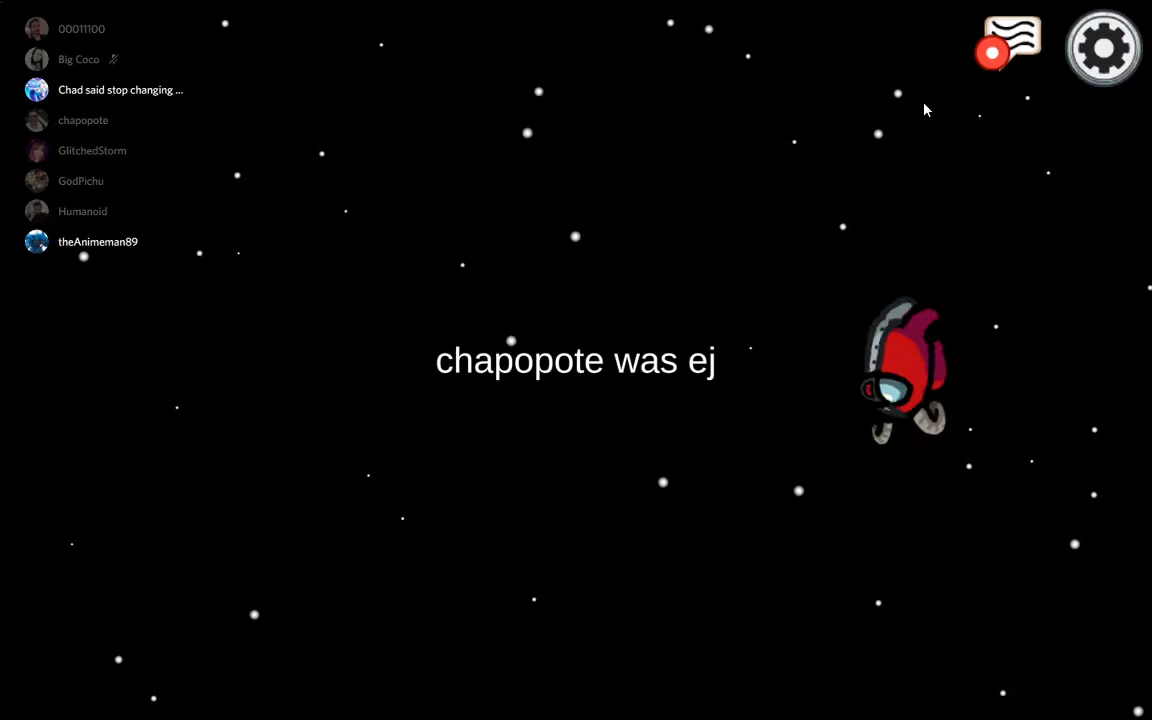 00011100
Big Coco
Chad said stop changing ...
chapopote
GlitchedStorm
GodPichu
Humanoid
theAnimeman89
chapopote was ej